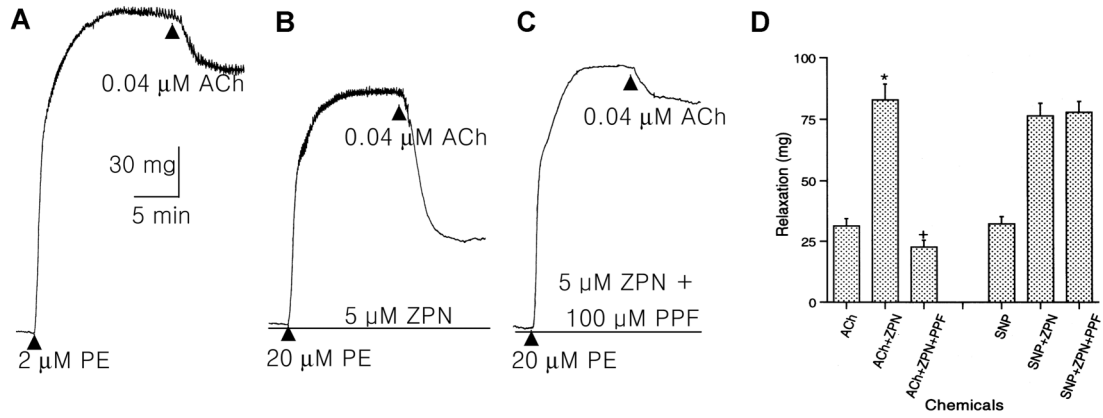 A
0.04 µM ACh
30 mg
5 min
2 µM PE
B
0.04 µM ACh
5 µM ZPN
20 µM PE
C
0.04 µM ACh
5 µM ZPN +
100 µM PPF
20 µM PE
D
Relaxation (mg)
100
75
50
25
0
*
+
ACh
ACh+ZPN
ACh+ZPN+PPF
SNP
SNP+ZPN
SNP+ZPN+PPF
Chemicals